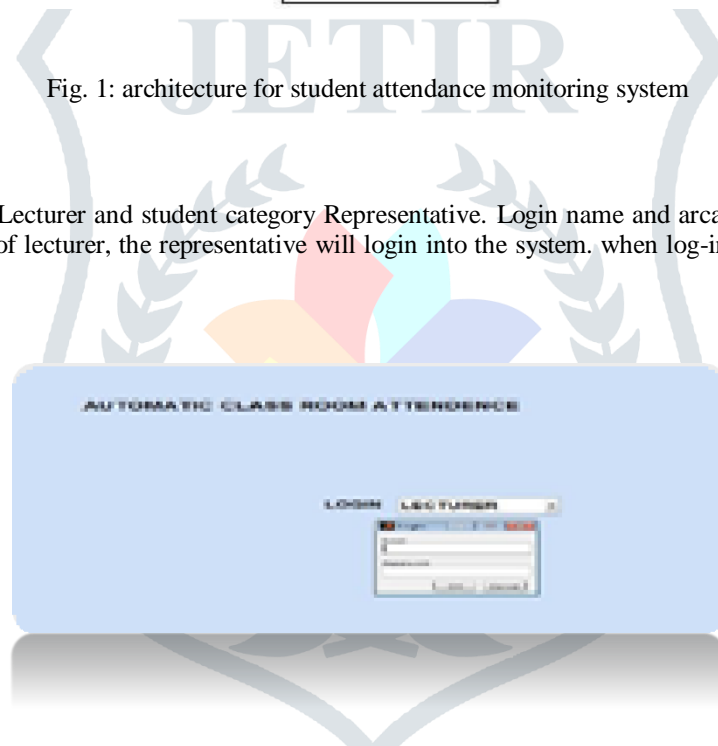 JETIR
Fig. 1: architecture for student attendance monitoring system
Lecturer and student category Representative. Login name and arca
of lecturer, the representative will login into the system. when log-in
AUTOMATIC CLASS ROOM ATTENDENCE
LOGIN LECTURER